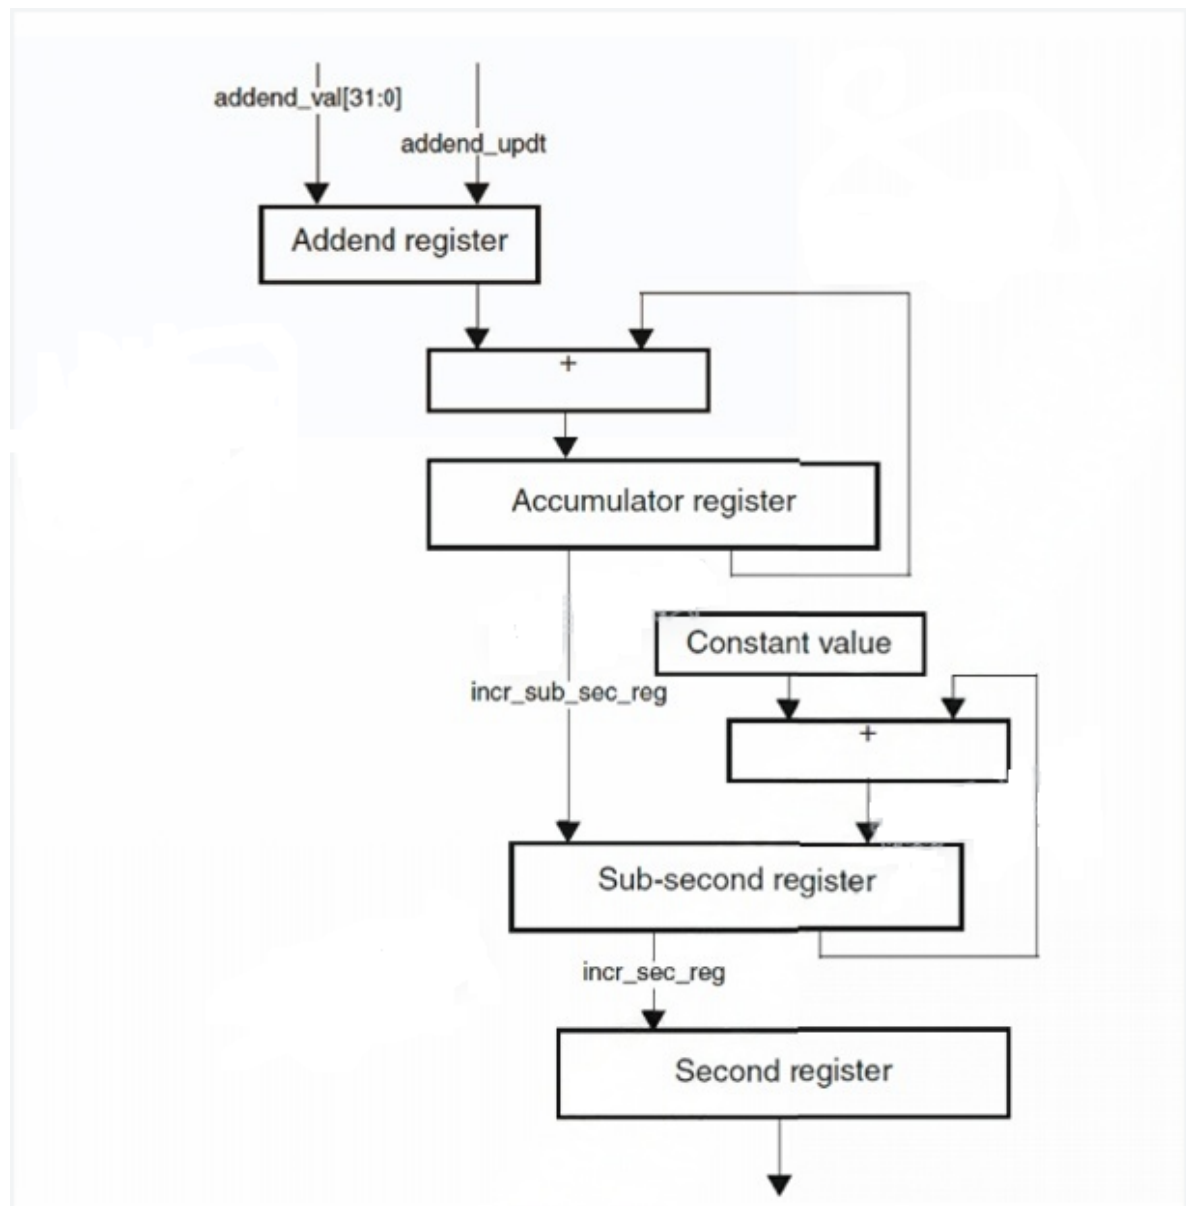 addend_val[31:0]
addend_updt
Addend register
+
Accumulator register
Constant value
incr_sub_sec_reg
+
Sub-second register
incr_sec_reg
Second register